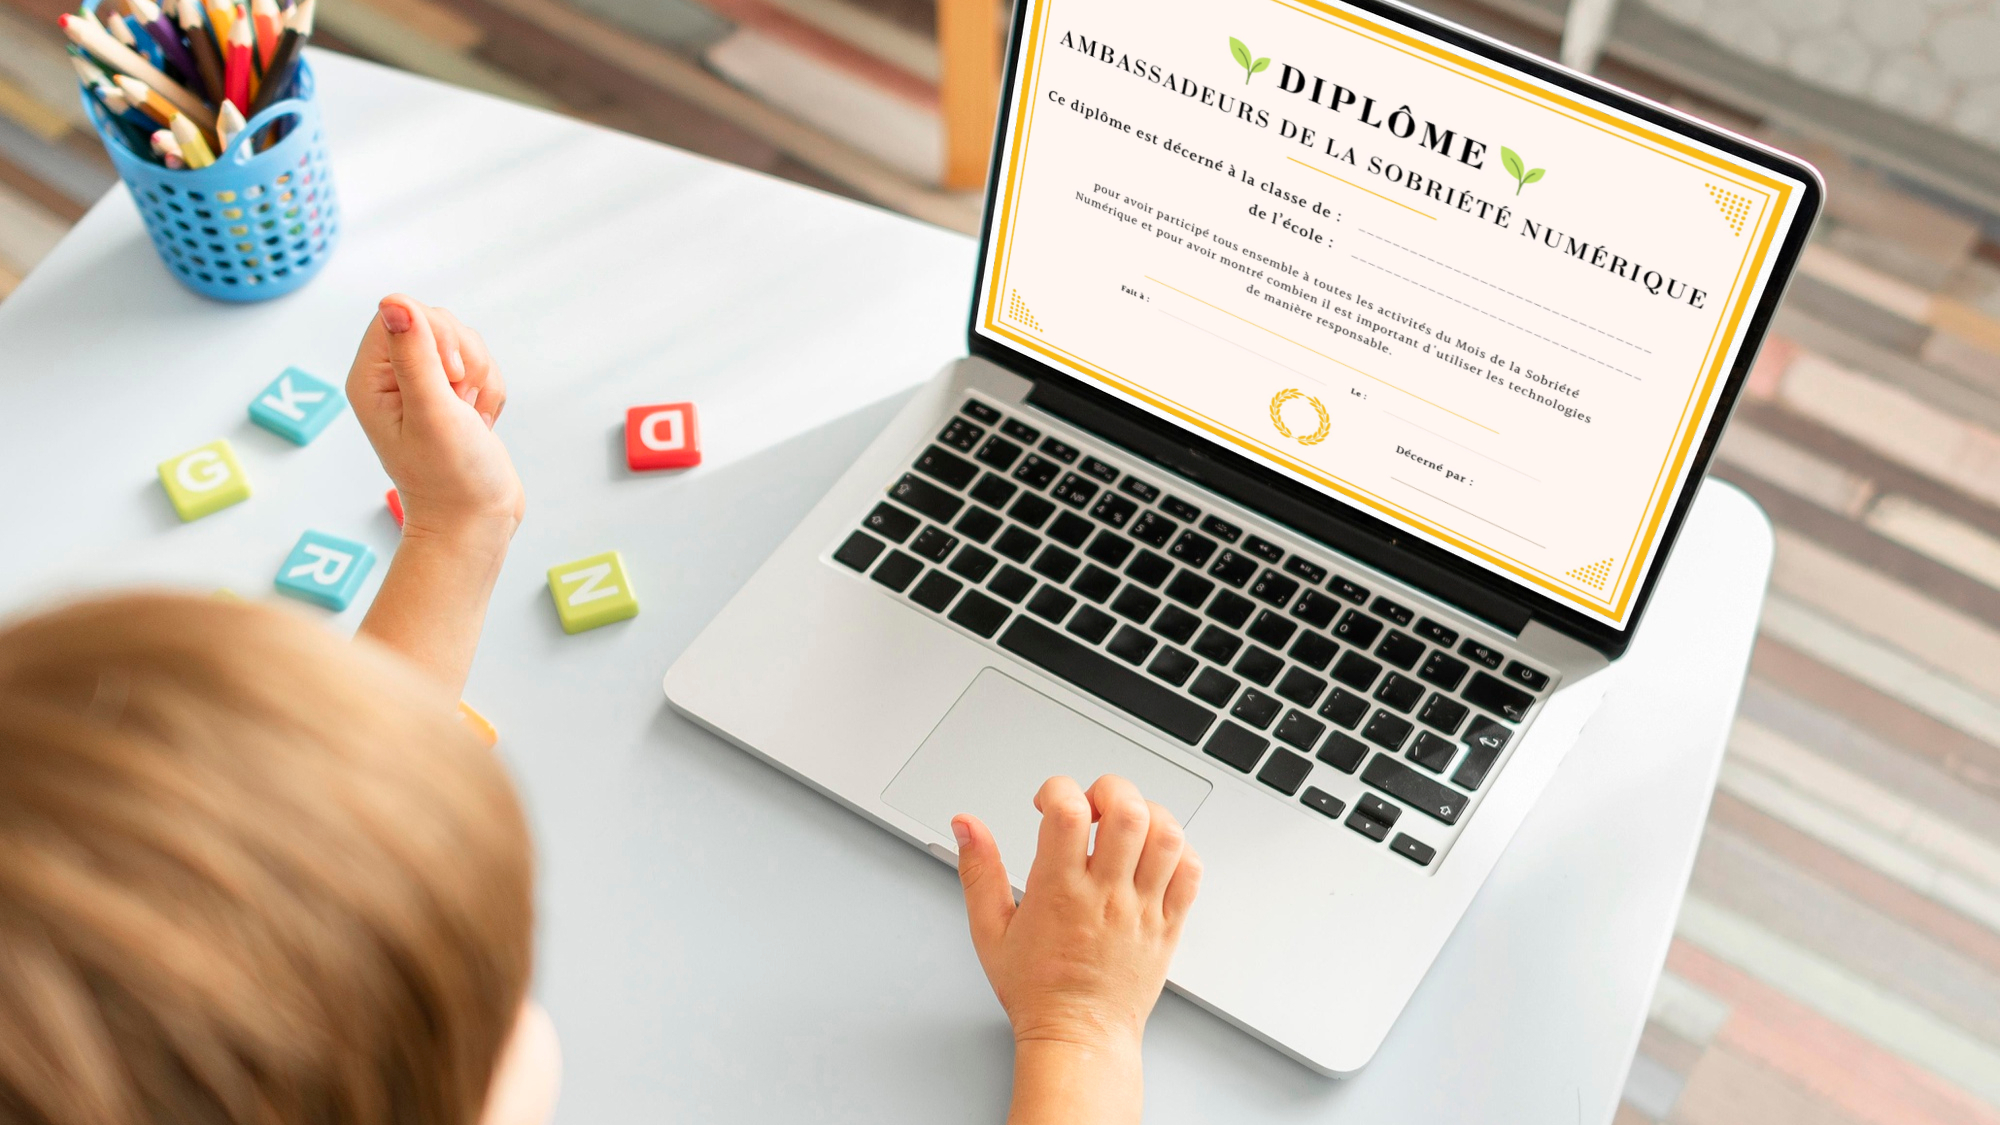 DIPLÔME
AMBASSADEURS DE LA SOBRIÉTÉ NUMÉRIQUE
Ce diplôme est décerné à la classe de :
de l'école :
pour avoir participé tous ensemble à toutes les activités du Mois de la Sobriété
Numérique et pour avoir montré combien il est important d'utiliser les technologies
de manière responsable.
Fait à :
Le :
Décerné par :
K
G
D
R
N